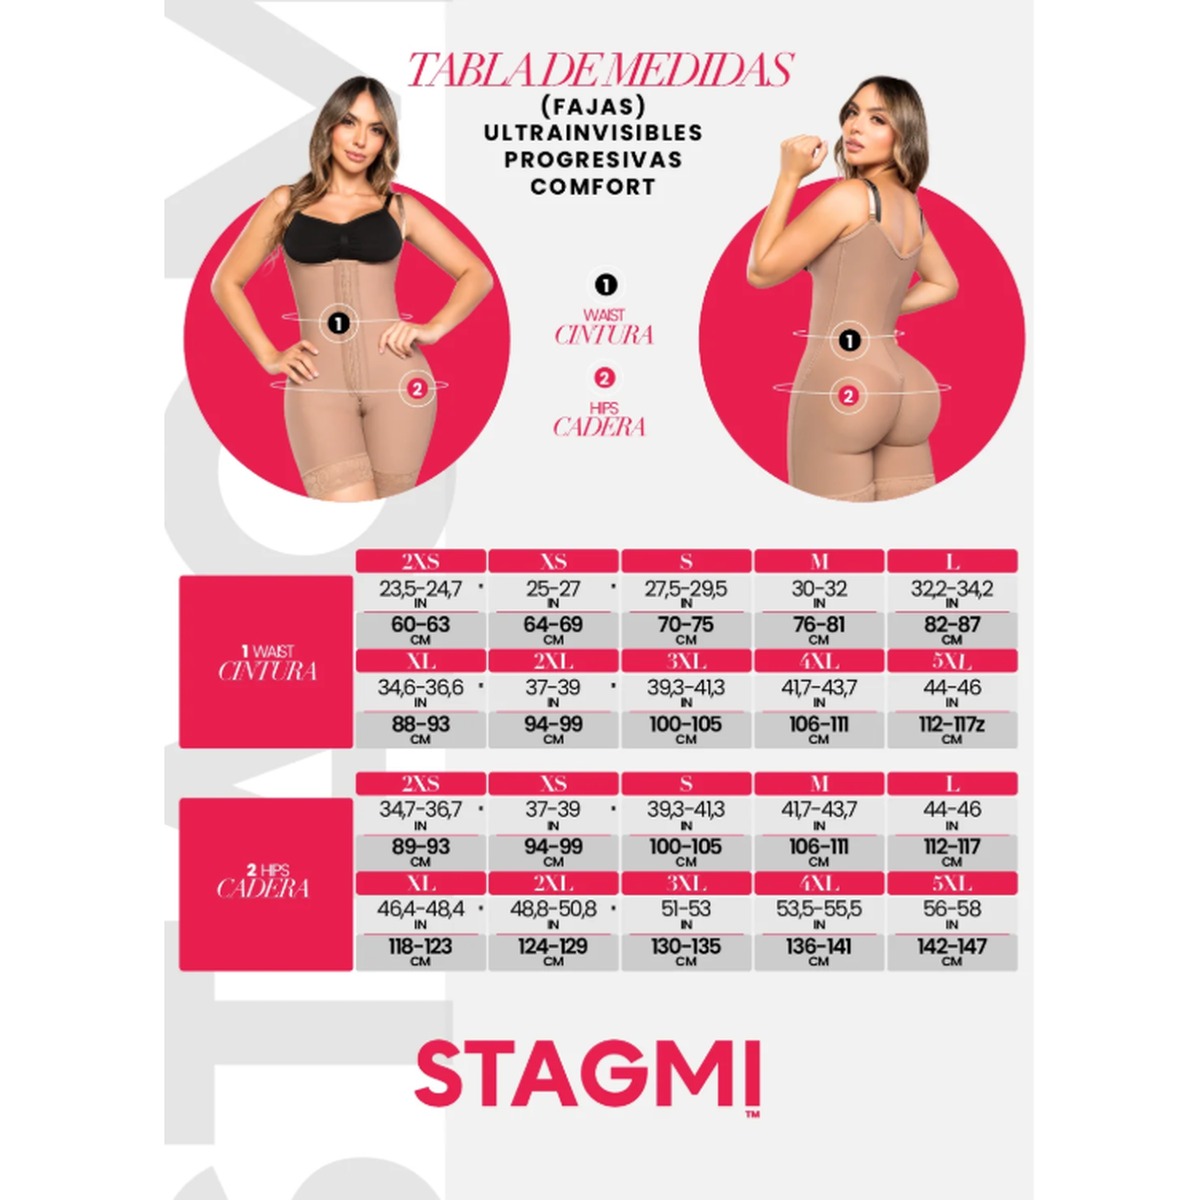 TABLA DE MEDIDAS
(FAJAS)
ULTRAINVISIBLES
PROGRESIVAS
COMFORT
1
WAIST
CINTURA
2
HIPS
CADERA
1
2
1
2
2XS XS S M L
23,5-24,7 25-27 27,5-29,5 30-32 32,2-34,2
IN IN IN IN IN
60-63 64-69 70-75 76-81 82-87
CM CM CM CM CM
1 WAIST
CINTURA
XL 2XL 3XL 4XL 5XL
34,6-36,6 37-39 39,3-41,3 41,7-43,7 44-46
IN IN IN IN IN
88-93 94-99 100-105 106-111 112-117z
CM CM CM CM CM
2XS XS S M L
34,7-36,7 37-39 39,3-41,3 41,7-43,7 44-46
IN IN IN IN IN
89-93 94-99 100-105 106-111 112-117
CM CM CM CM CM
2 HIPS
CADERA
XL 2XL 3XL 4XL 5XL
46,4-48,4 48,8-50,8 51-53 53,5-55,5 56-58
IN IN IN IN IN
118-123 124-129 130-135 136-141 142-147
CM CM CM CM CM
STAGMI
TM